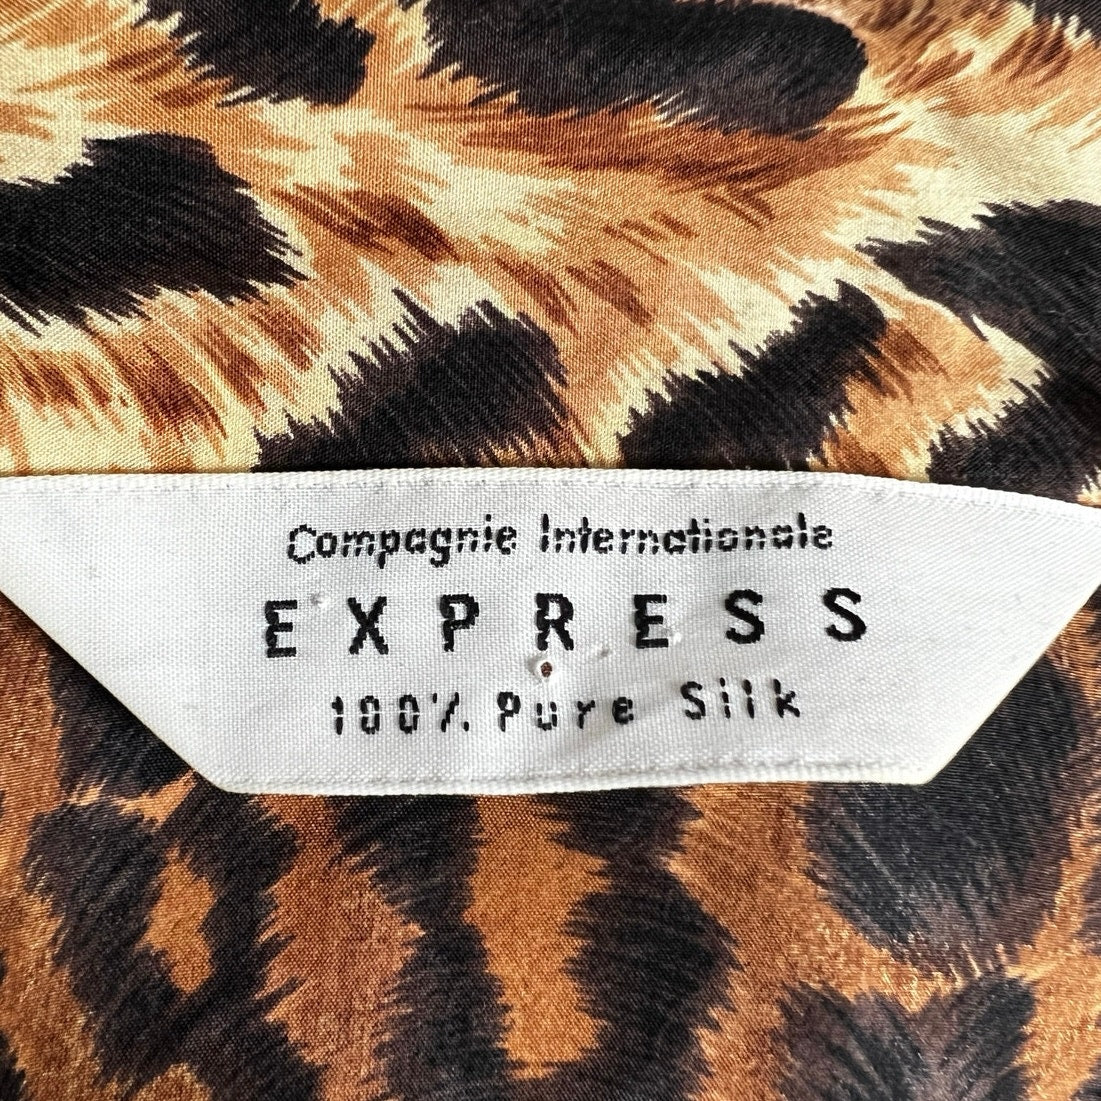 Compagnie Internationale
EXPRESS
100% Pure Silk